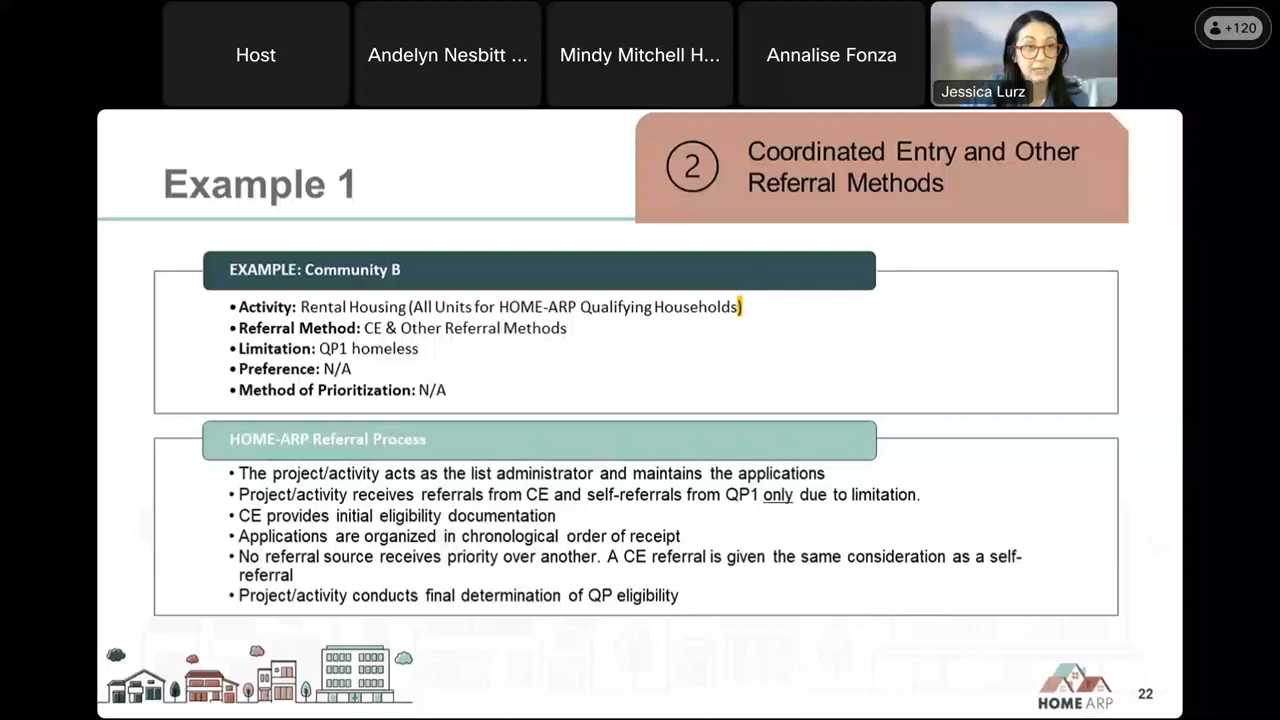 Host
Andelyn Nesbitt ...
Mindy Mitchell H...
Annalise Fonza
Jessica Lurz
+120
Example 1
2
Coordinated Entry and Other
Referral Methods
EXAMPLE: Community B
• Activity: Rental Housing (All Units for HOME-ARP Qualifying Households)
• Referral Method: CE & Other Referral Methods
• Limitation: QP1 homeless
• Preference: N/A
• Method of Prioritization: N/A
HOME-ARP Referral Process
• The project/activity acts as the list administrator and maintains the applications
• Project/activity receives referrals from CE and self-referrals from QP1 only due to limitation.
• CE provides initial eligibility documentation
• Applications are organized in chronological order of receipt
• No referral source receives priority over another. A CE referral is given the same consideration as a self-
referral
• Project/activity conducts final determination of QP eligibility
HOME ARP
22